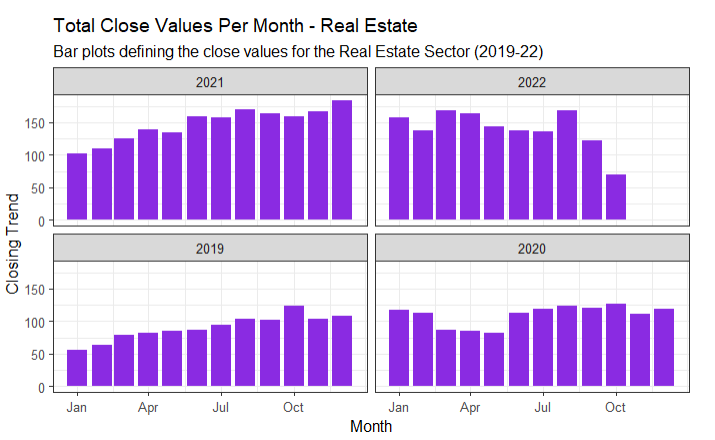 Total Close Values Per Month - Real Estate
Bar plots defining the close values for the Real Estate Sector (2019-22)
2021
2022
150
100
50
0
2019
2020
150
100
50
0
Closing Trend
Jan Apr Jul Oct
Jan Apr Jul Oct
Month